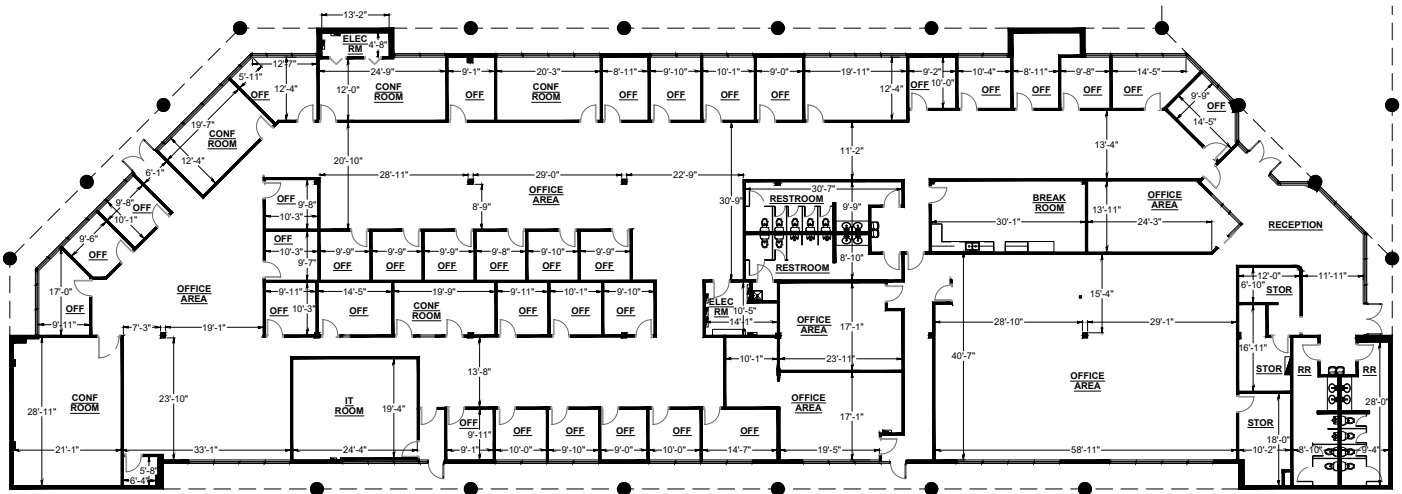 13'-2"
ELEC
RM
4'-8"
12'-7"
5'-11"
OFF
12'-4"
12'-0"
24'-9"
CONF
ROOM
9'-1"
OFF
20'-3"
CONF
ROOM
8'-11"
OFF
9'-10"
OFF
10'-1"
OFF
9'-0"
OFF
19'-11"
12'-4"
9'-2"
OFF
10'-0"
10'-4"
OFF
8'-11"
OFF
9'-8"
OFF
14'-5"
OFF
9'-9"
OFF
14'-5"
19'-7"
CONF
ROOM
12'-4"
6'-1"
9'-8"
OFF
10'-1"
9'-6"
OFF
20'-10"
28'-11"
29'-0"
22'-9"
OFFICE
AREA
8'-9"
30'-9"
11'-2"
13'-4"
OFF
9'-8"
10'-3"
10'-3"
9'-7"
OFF
9'-9"
OFF
9'-9"
OFF
9'-9"
OFF
9'-8"
OFF
9'-10"
OFF
9'-9"
OFF
30'-7"
RESTROOM
9'-9"
8'-10"
RESTROOM
BREAK
ROOM
30'-1"
13'-11"
OFFICE
AREA
24'-3"
RECEPTION
17'-0"
OFF
9'-11"
OFFICE
AREA
7'-3"
19'-1"
9'-11"
OFF
10'-3"
14'-5"
OFF
19'-9"
CONF
ROOM
9'-11"
OFF
10'-1"
OFF
9'-10"
OFF
ELEC
RM
10'-5"
14'-1"
OFFICE
AREA
17'-1"
23'-11"
10'-1"
28'-10"
15'-4"
29'-1"
40'-7"
OFFICE
AREA
58'-11"
12'-0"
6'-10"
STOR
11'-11"
16'-11"
STOR
RR
RR
28'-0"
28'-11"
CONF
ROOM
21'-1"
23'-10"
33'-1"
5'-8"
6'-4"
IT
ROOM
19'-4"
24'-4"
13'-8"
OFF
9'-11"
9'-1"
OFF
10'-0"
OFF
9'-10"
OFF
9'-0"
OFF
10'-0"
OFF
14'-7"
OFFICE
AREA
17'-1"
19'-5"
STOR
18'-0"
10'-2"
8'-10"
9'-4"